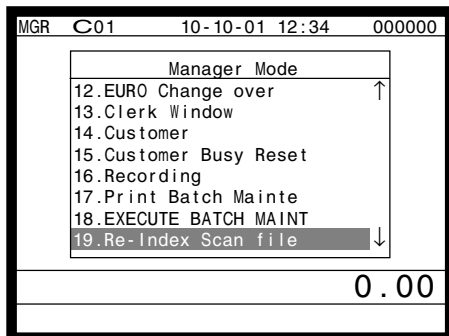 MGR C01 10-10-01 12:34 000000
Manager Mode
12.EURO Change over ↑
13.Clerk Window
14.Customer
15.Customer Busy Reset
16.Recording
17.Print Batch Mainte
18.EXECUTE BATCH MAINT
19.Re-Index Scan file ↓
0.00